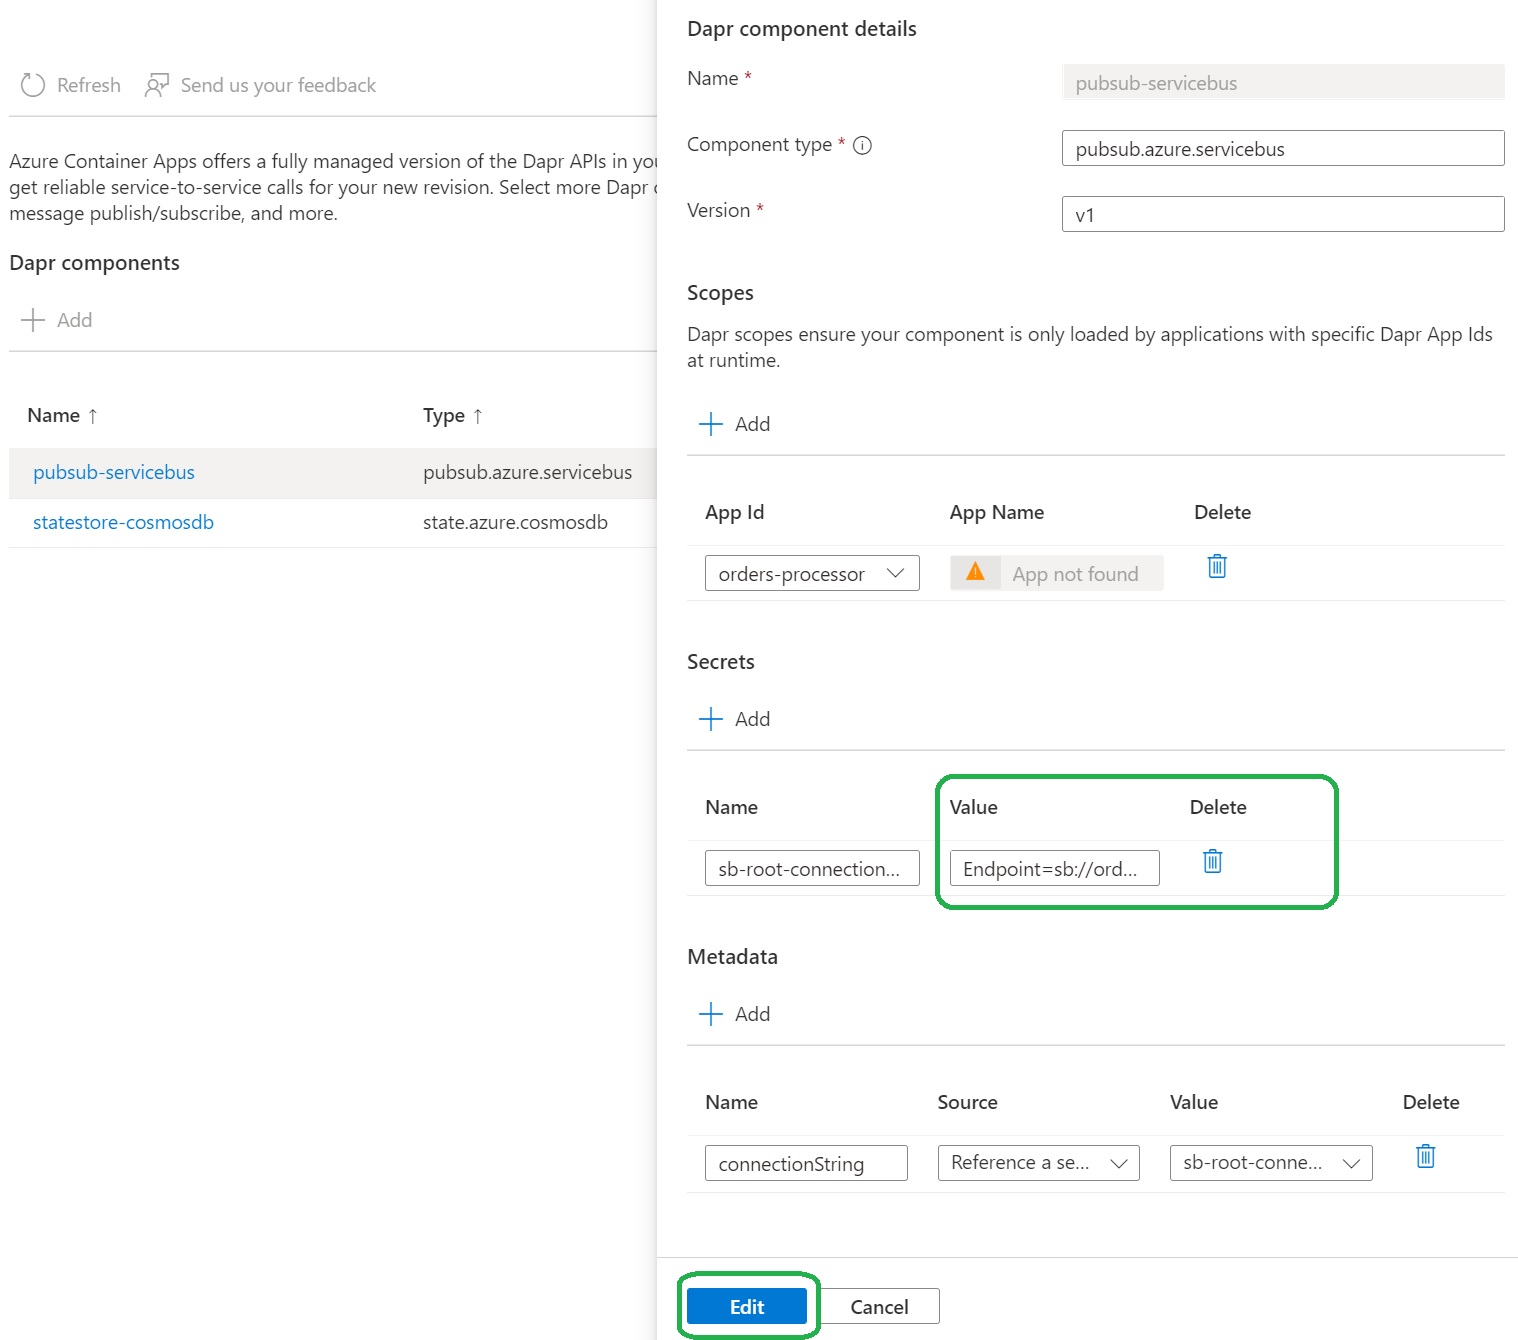 Refresh
Send us your feedback
Azure Container Apps offers a fully managed version of the Dapr APIs in you
get reliable service-to-service calls for your new revision. Select more Dapr c
message publish/subscribe, and more.
Dapr components
Add
Name ↑ Type ↑
pubsub-servicebus pubsub.azure.servicebus
statestore-cosmosdb state.azure.cosmosdb
Dapr component details
Name * pubsub-servicebus
Component type * pubsub.azure.servicebus
Version * v1
Scopes
Dapr scopes ensure your component is only loaded by applications with specific Dapr App Ids
at runtime.
Add
App Id App Name Delete
orders-processor App not found
Secrets
Add
Name Value Delete
sb-root-connection... Endpoint=sb://ord...
Metadata
Add
Name Source Value Delete
connectionString Reference a se... sb-root-conne...
Edit Cancel